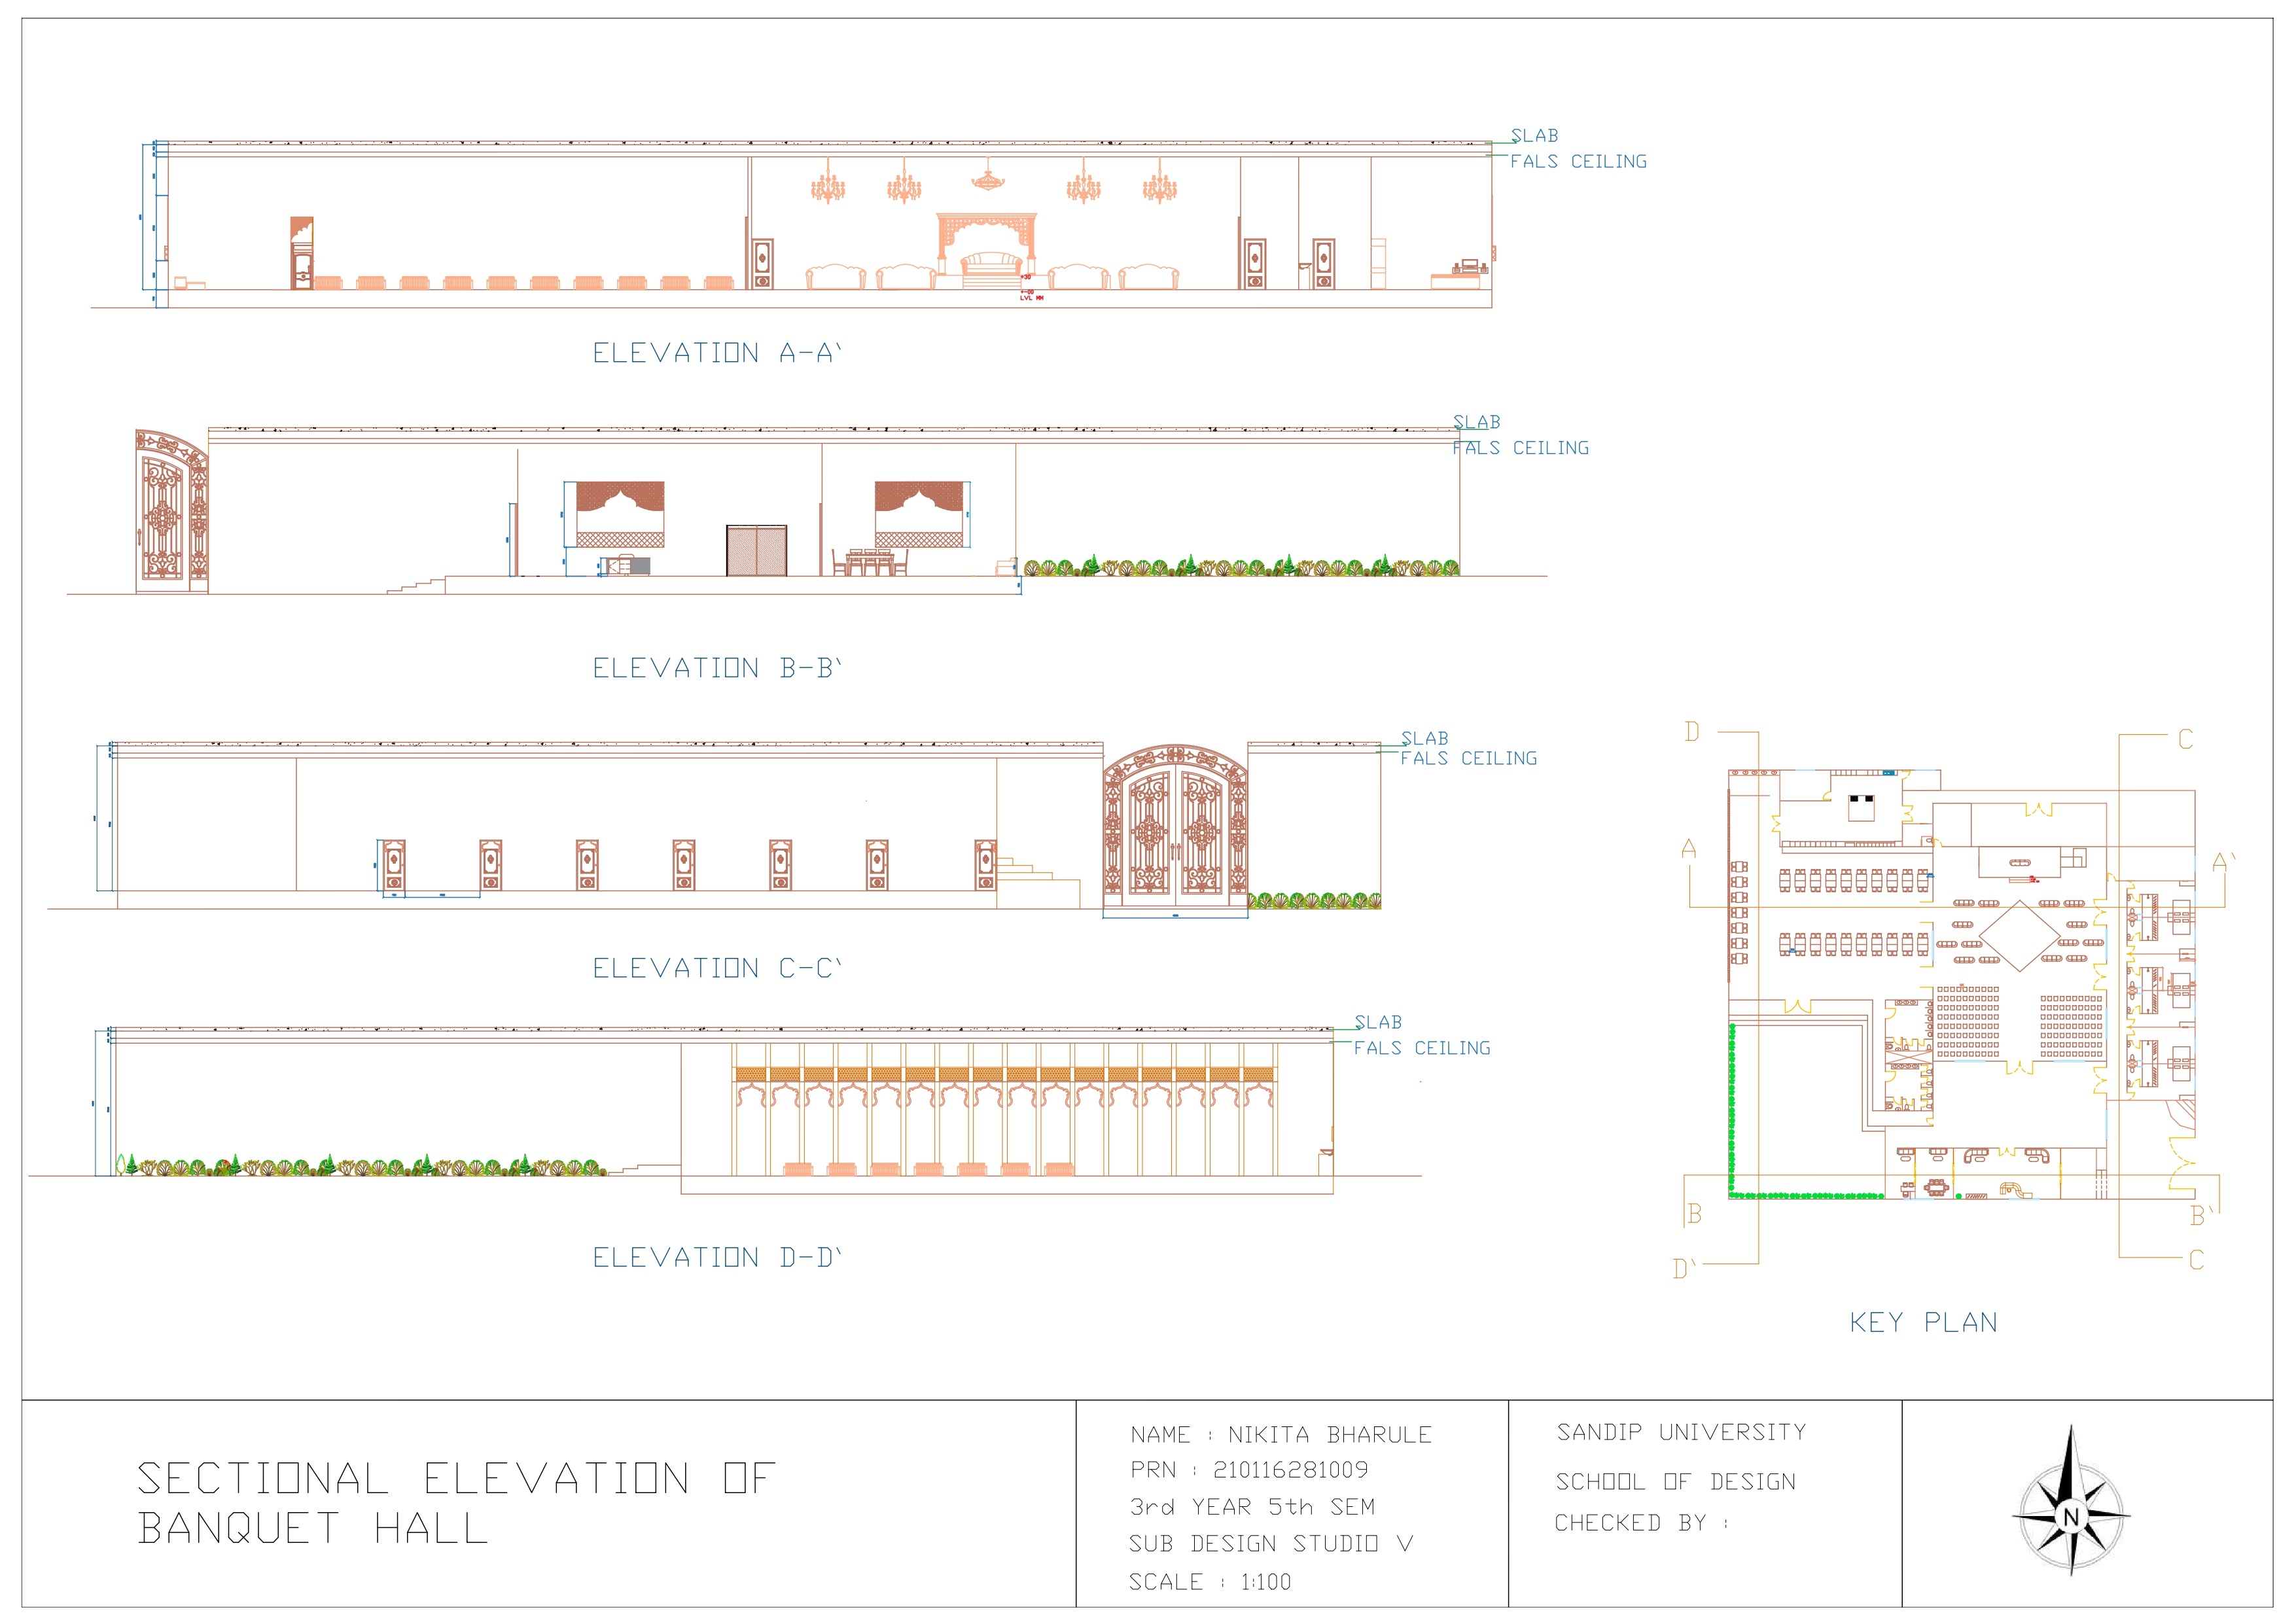 SLAB
FALS CEILING
+30
+-00
LVL MM
ELEVATION A-A`
SLAB
FALS CEILING
ELEVATION B-B`
SLAB
FALS CEILING
ELEVATION C-C`
SLAB
FALS CEILING
ELEVATION D-D`
D
C
A
A`
B
B`
D`
C
KEY PLAN
SECTIONAL ELEVATION OF
BANQUET HALL
NAME : NIKITA BHARULE
PRN : 210116281009
3rd YEAR 5th SEM
SUB DESIGN STUDIO V
SCALE : 1:100
SANDIP UNIVERSITY
SCHOOL OF DESIGN
CHECKED BY :
N